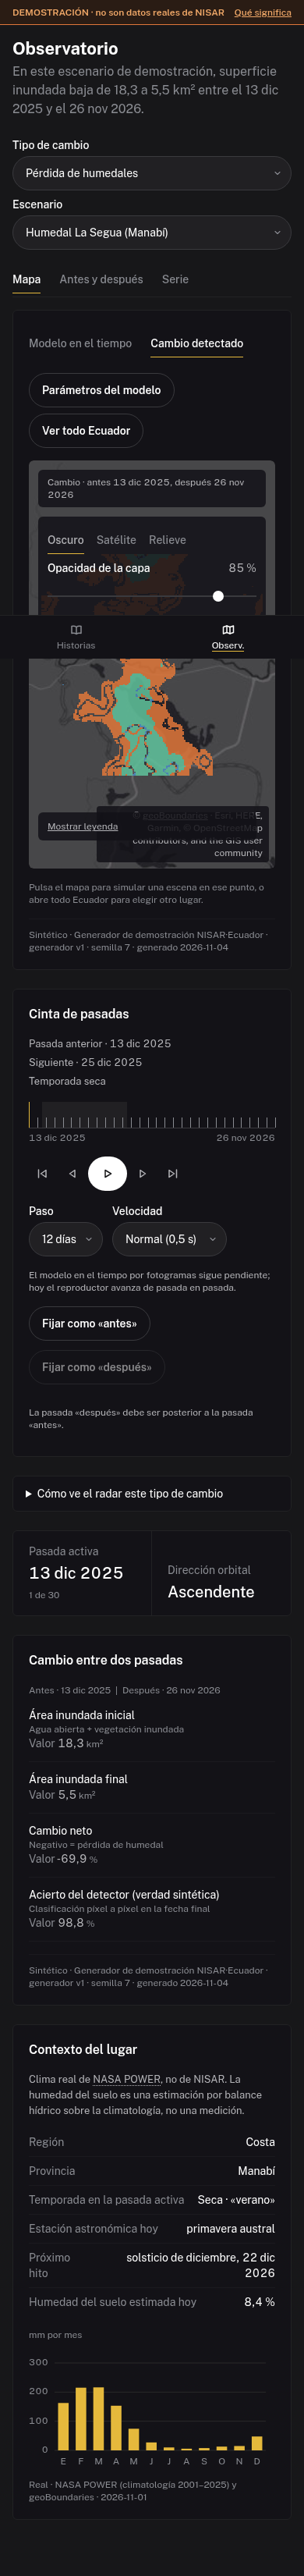 DEMOSTRACIÓN · no son datos reales de NISAR Qué significa
Observatorio
En este escenario de demostración, superficie
inundada baja de 18,3 a 5,5 km² entre el 13 dic
2025 y el 26 nov 2026.
Tipo de cambio
Pérdida de humedales
Escenario
Humedal La Segua (Manabí)
Mapa Antes y después Serie
Modelo en el tiempo Cambio detectado
Parámetros del modelo
Ver todo Ecuador
Cambio · antes 13 dic 2025, después 26 nov
2026
Oscuro Satélite Relieve
Opacidad de la capa 85 %
Historias Observ.
Mostrar leyenda
© geoBoundaries · Esri, HERE,
Garmin, © OpenStreetMap
contributors, and the GIS user
community
Pulsa el mapa para simular una escena en ese punto, o
abre todo Ecuador para elegir otro lugar.
Sintético · Generador de demostración NISAR·Ecuador ·
generador v1 · semilla 7 · generado 2026-11-04
Cinta de pasadas
Pasada anterior · 13 dic 2025
Siguiente · 25 dic 2025
Temporada seca
13 dic 2025 26 nov 2026
Paso Velocidad
12 días Normal (0,5 s)
El modelo en el tiempo por fotogramas sigue pendiente;
hoy el reproductor avanza de pasada en pasada.
Fijar como «antes»
Fijar como «después»
La pasada «después» debe ser posterior a la pasada
«antes».
Cómo ve el radar este tipo de cambio
Pasada activa
13 dic 2025
1 de 30
Dirección orbital
Ascendente
Cambio entre dos pasadas
Antes · 13 dic 2025 | Después · 26 nov 2026
Área inundada inicial
Agua abierta + vegetación inundada
Valor 18,3 km²
Área inundada final
Valor 5,5 km²
Cambio neto
Negativo = pérdida de humedal
Valor -69,9 %
Acierto del detector (verdad sintética)
Clasificación píxel a píxel en la fecha final
Valor 98,8 %
Sintético · Generador de demostración NISAR·Ecuador ·
generador v1 · semilla 7 · generado 2026-11-04
Contexto del lugar
Clima real de NASA POWER, no de NISAR. La
humedad del suelo es una estimación por balance
hídrico sobre la climatología, no una medición.
Región Costa
Provincia Manabí
Temporada en la pasada activa Seca · «verano»
Estación astronómica hoy primavera austral
Próximo hito solsticio de diciembre, 22 dic 2026
Humedad del suelo estimada hoy 8,4 %
mm por mes
300
200
100
0
E F M A M J J A S O N D
Real · NASA POWER (climatología 2001–2025) y
geoBoundaries · 2026-11-01